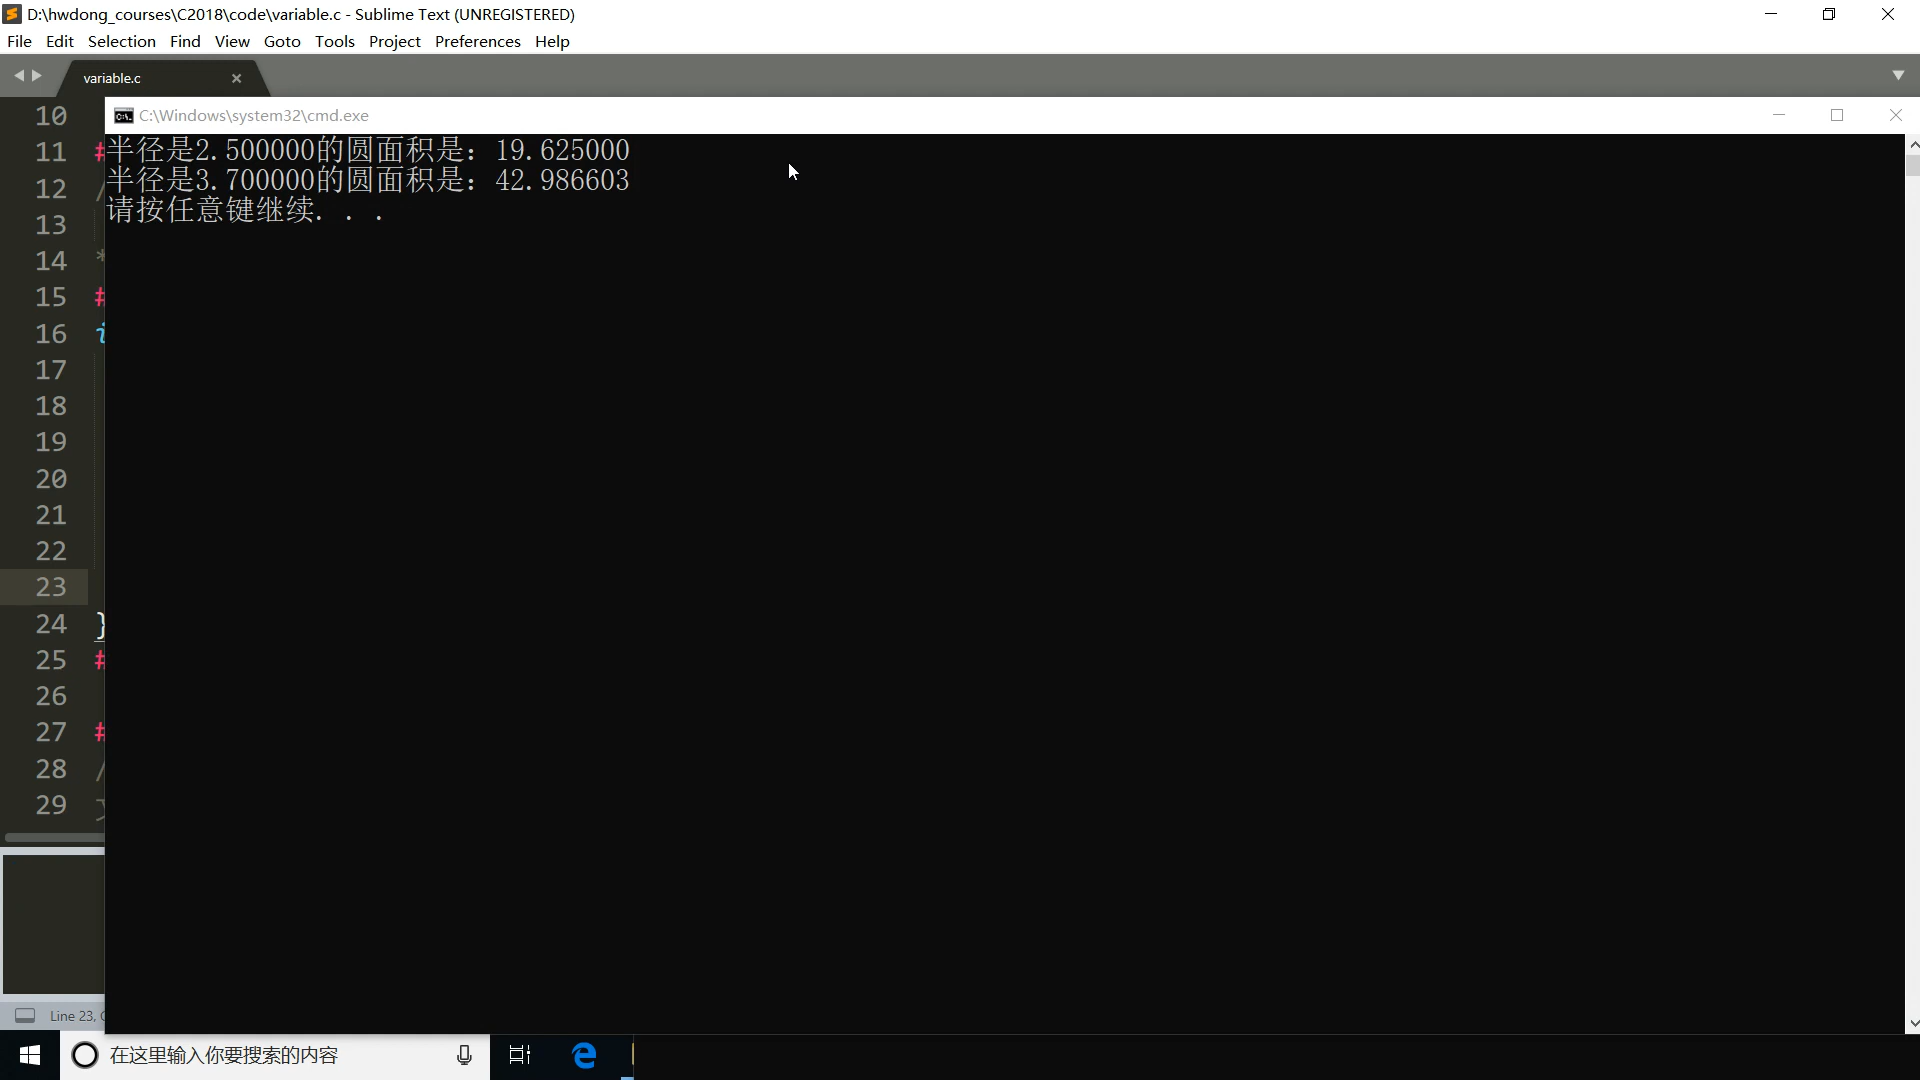 D:\hwdong_courses\C2018\code\variable.c - Sublime Text (UNREGISTERED)
File Edit Selection Find View Goto Tools Project Preferences Help
variable.c
C:\Windows\system32\cmd.exe
半径是2.500000的圆面积是：19.625000
半径是3.700000的圆面积是：42.986603
请按任意键继续. . .
10
11 #
12 /
13
14 *
15 #
16 i
17
18
19
20
21
22
23
24 }
25 #
26
27 #
28 /
29
Line 23,
在这里输入你要搜索的内容